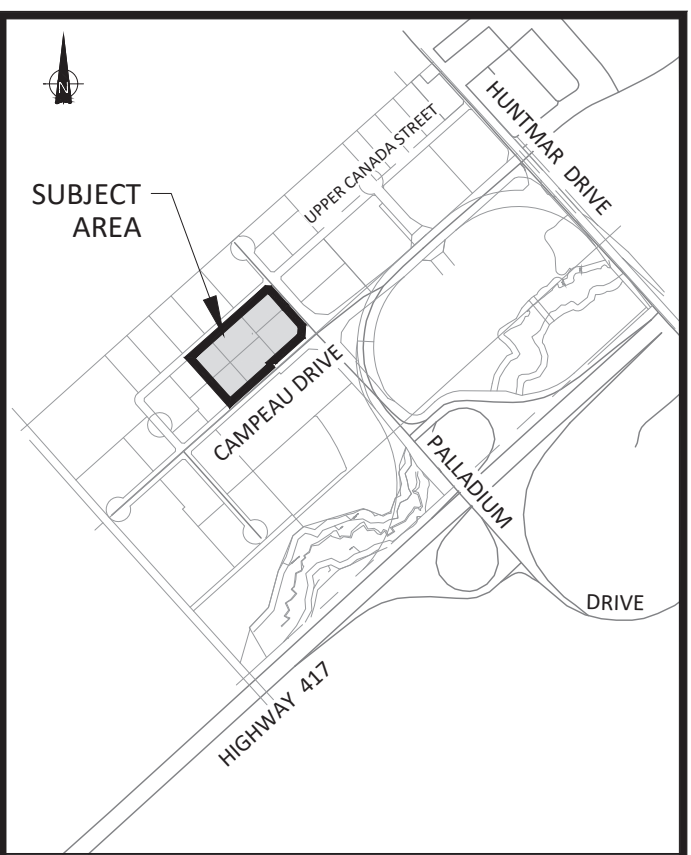 N
UPPER CANADA STREET
HUNTMAR DRIVE
SUBJECT
AREA
CAMPEAU DRIVE
PALLADIUM
DRIVE
HIGHWAY 417